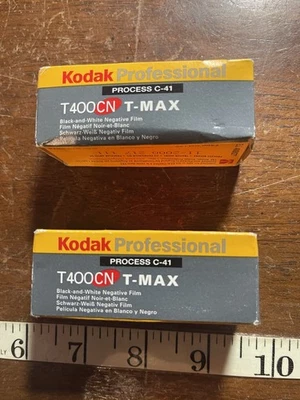 Kodak Professional
PROCESS C-41
T400CN T-MAX
Black-and-White Negative Film
Film Négatif Noir-et-Blanc
Schwarz-Weiß Negativ Film
Película Negativa en Blanco y Negro
Kodak Professional
PROCESS C-41
T400CN T-MAX
Black-and-White Negative Film
Film Négatif Noir-et-Blanc
Schwarz-Weiß Negativ Film
Película Negativa en Blanco y Negro
6 7 8 9 10